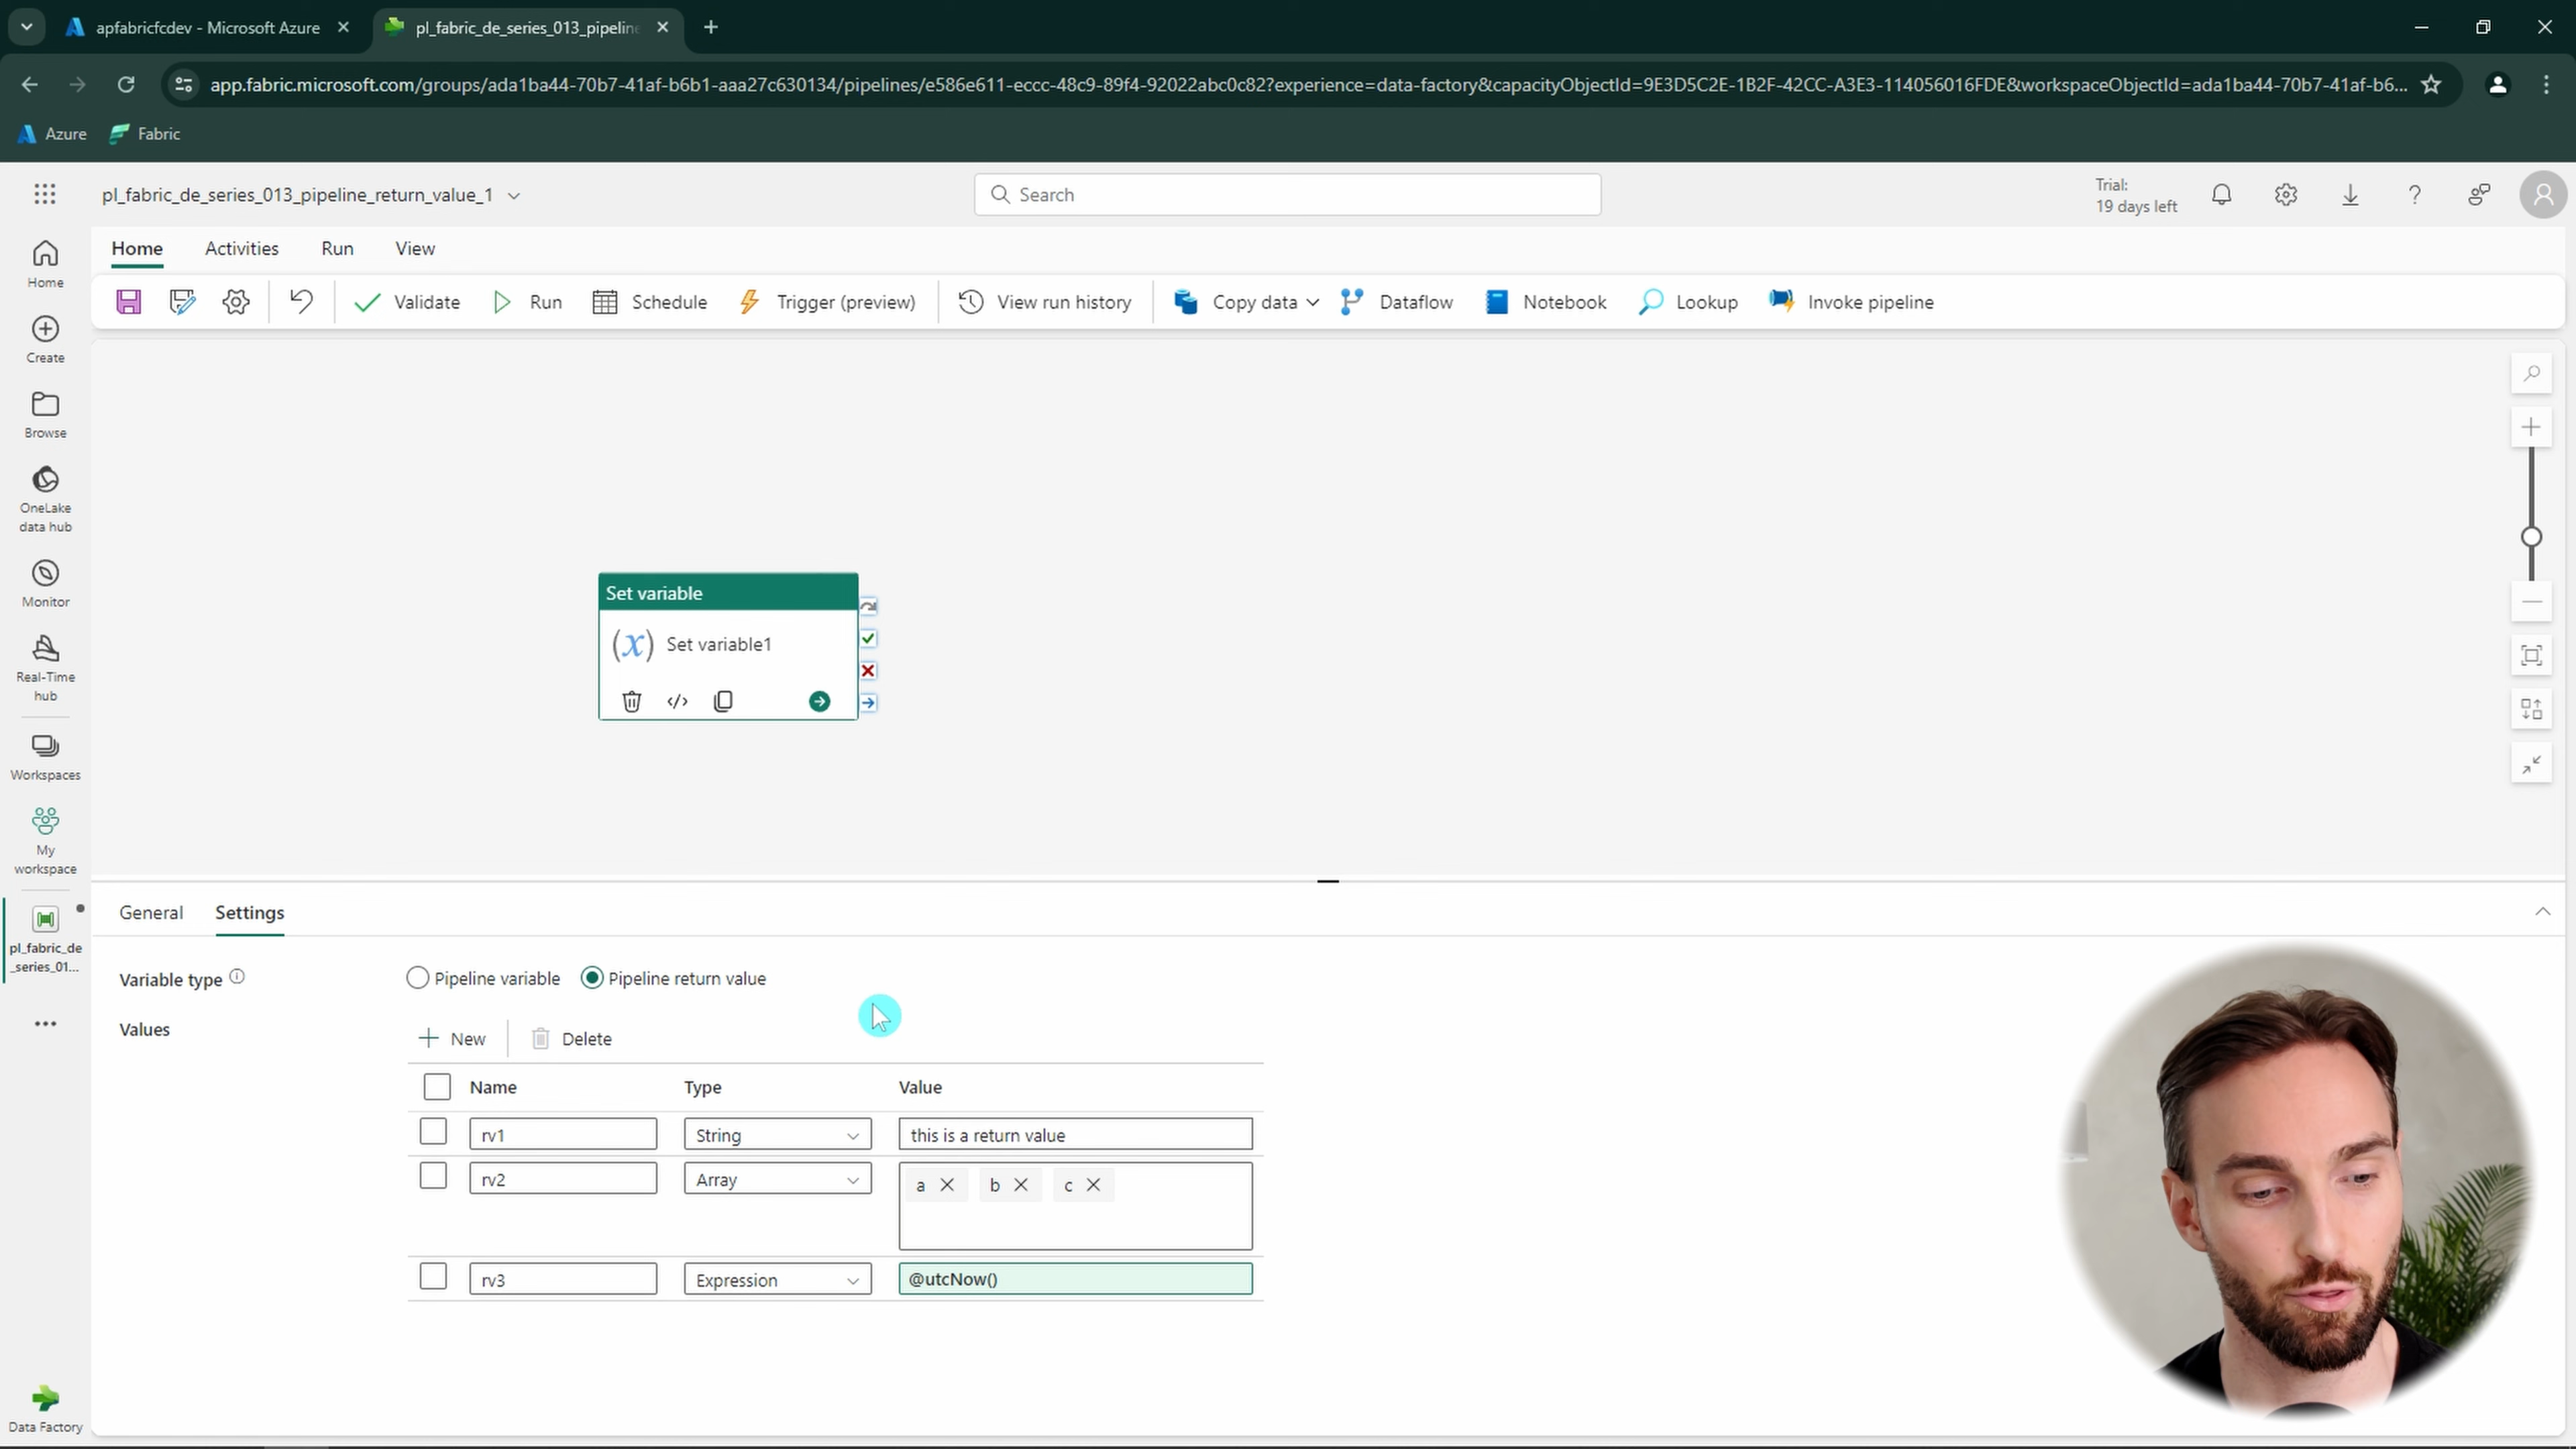 apfabricfcdev - Microsoft Azure
pl_fabric_de_series_013_pipelin
app.fabric.microsoft.com/groups/ada1ba44-70b7-41af-b6b1-aaa27c630134/pipelines/e586e611-eccc-48c9-89f4-92022abc0c82?experience=data-factory&capacityObjectId=9E3D5C2E-1B2F-42CC-A3E3-114056016FDE&workspaceObjectId=ada1ba44-70b7-41af-b6...
Azure
Fabric
pl_fabric_de_series_013_pipeline_return_value_1
Search
Trial:
19 days left
Home
Activities
Run
View
Validate
Run
Schedule
Trigger (preview)
View run history
Copy data
Dataflow
Notebook
Lookup
Invoke pipeline
Home
Create
Browse
OneLake
data hub
Monitor
Real-Time
hub
Workspaces
My
workspace
pl_fabric_de
_series_01...
Data Factory
Set variable
(x) Set variable1
General
Settings
Variable type
Pipeline variable
Pipeline return value
Values
New
Delete
Name
Type
Value
rv1
String
this is a return value
rv2
Array
a
b
c
rv3
Expression
@utcNow()